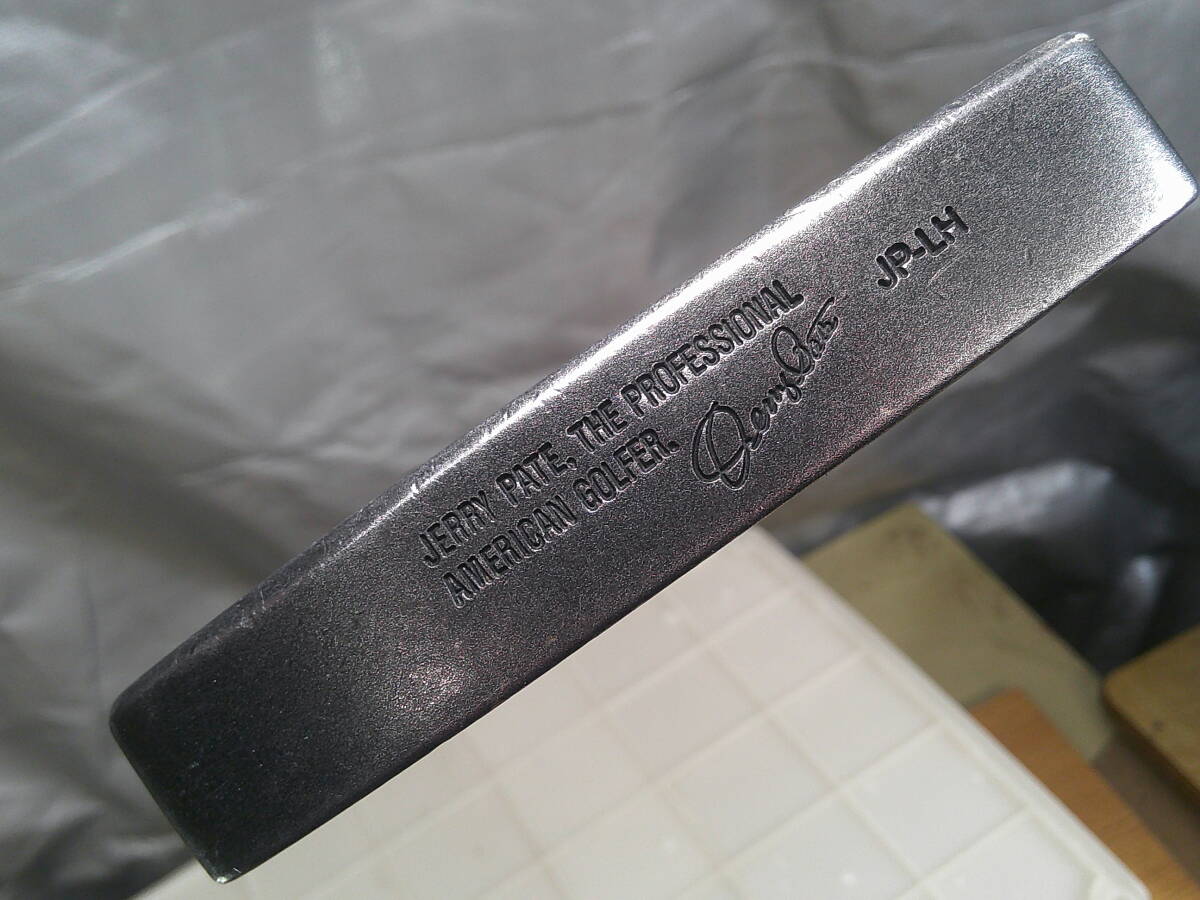 JERRY PATE, THE PROFESSIONAL
AMERICAN GOLFER.
Jerry Pate
JP-LH